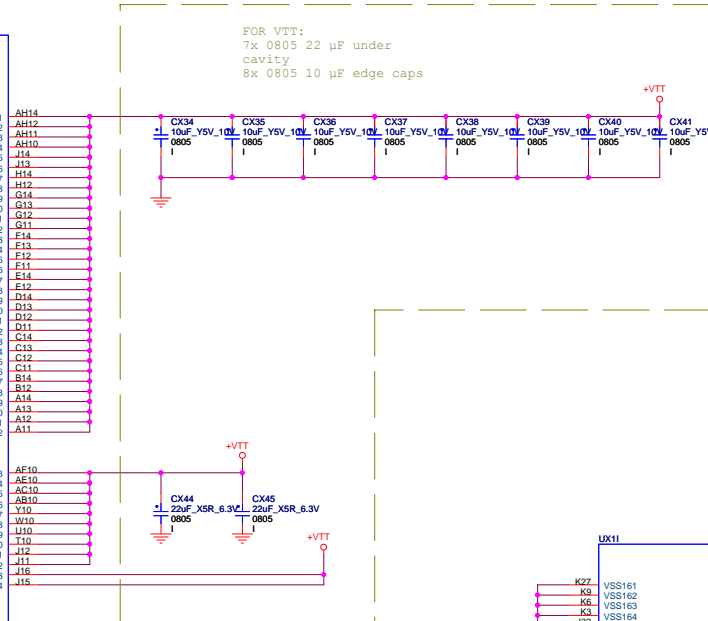 FOR VTT:
7x 0805 22 µF under
cavity
8x 0805 10 µF edge caps
+VTT
AH14
AH12
AH11
AH10
J14
J13
H14
H12
G14
G13
G12
G11
F14
F13
F12
F11
E14
E12
D14
D13
D12
D11
C14
C13
C12
C11
B14
B12
A14
A13
A12
A11
CX34
10uF_Y5V_10V
0805
I
CX35
10uF_Y5V_10V
0805
I
CX36
10uF_Y5V_10V
0805
I
CX37
10uF_Y5V_10V
0805
I
CX38
10uF_Y5V_10V
0805
I
CX39
10uF_Y5V_10V
0805
I
CX40
10uF_Y5V_10V
0805
I
CX41
10uF_Y5
0805
I
AF10
AE10
AC10
AB10
Y10
W10
U10
T10
J12
J11
J16
J15
+VTT
CX44
22uF_X5R_6.3V
0805
I
CX45
22uF_X5R_6.3V
0805
I
+VTT
UX1I
K27 VSS161
K9 VSS162
K6 VSS163
K3 VSS164